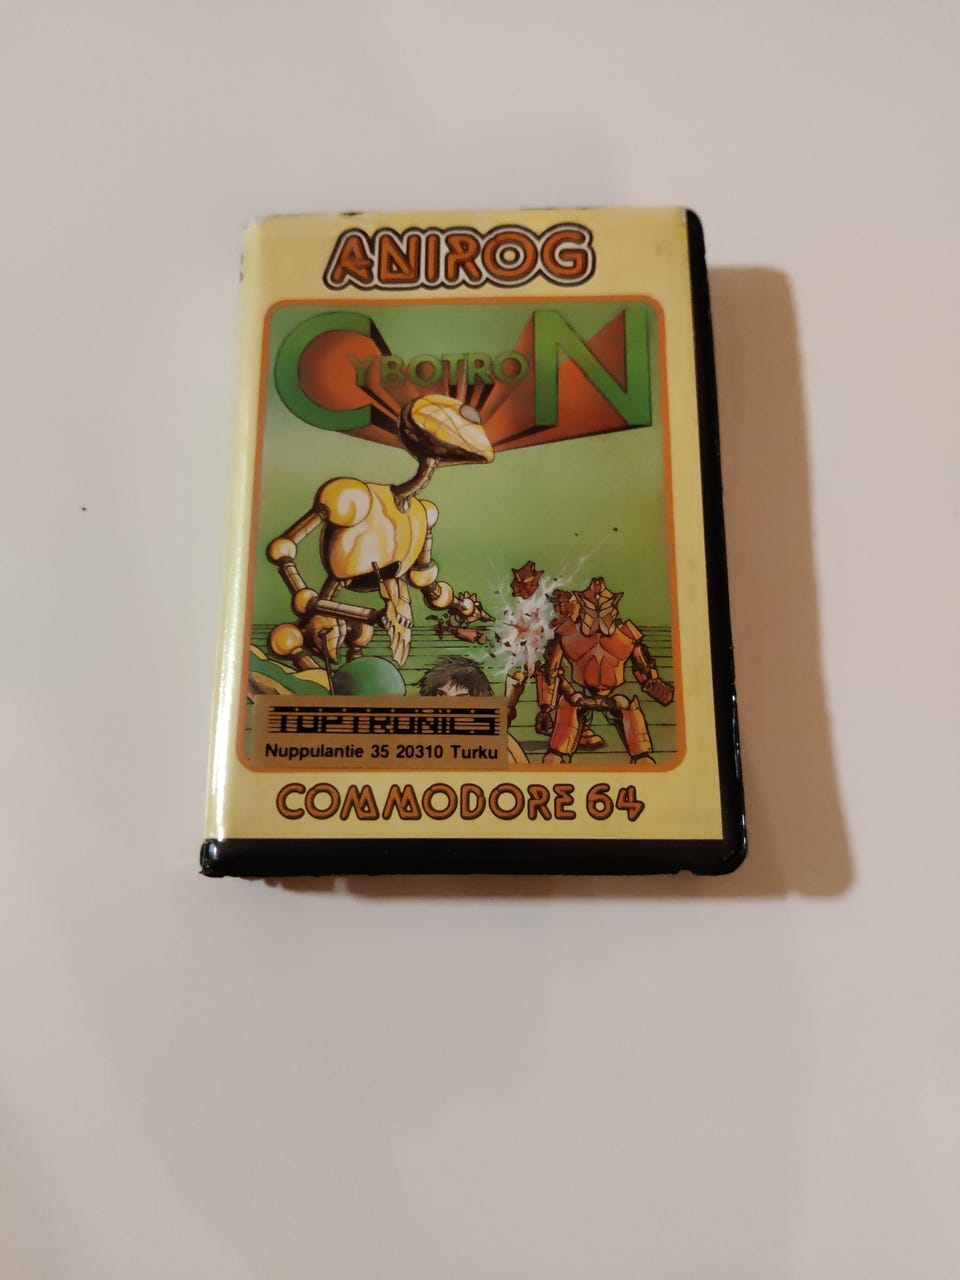 ANIROG
CYBOTRON
TOPTRONICS
Nuppulantie 35 20310 Turku
COMMODORE 64